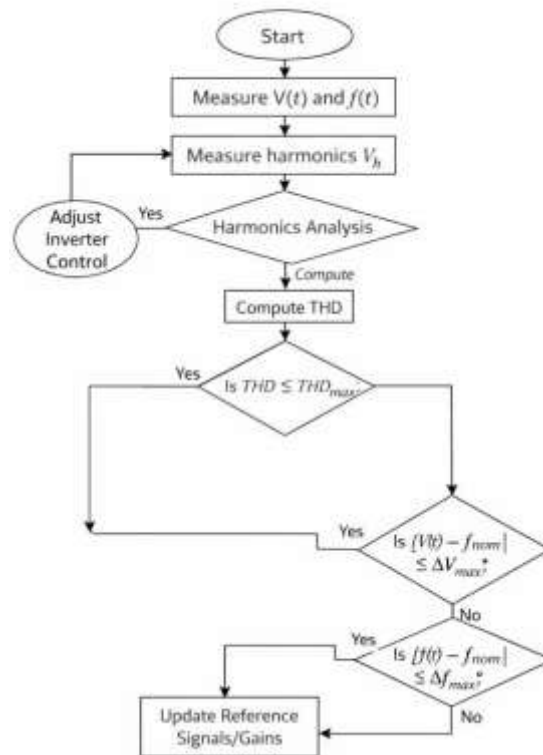 Start
Measure V(t) and f(t)
Measure harmonics V_h
Yes
Adjust
Inverter
Control
Harmonics Analysis
Compute
Compute THD
Yes
Is THD ≤ THD_max?
Yes
Is [V(t) – f_nom|
≤ ΔV_max?
No
Yes
Is [f(t) – f_nom|
≤ Δf_max?
No
Update Reference
Signals/Gains